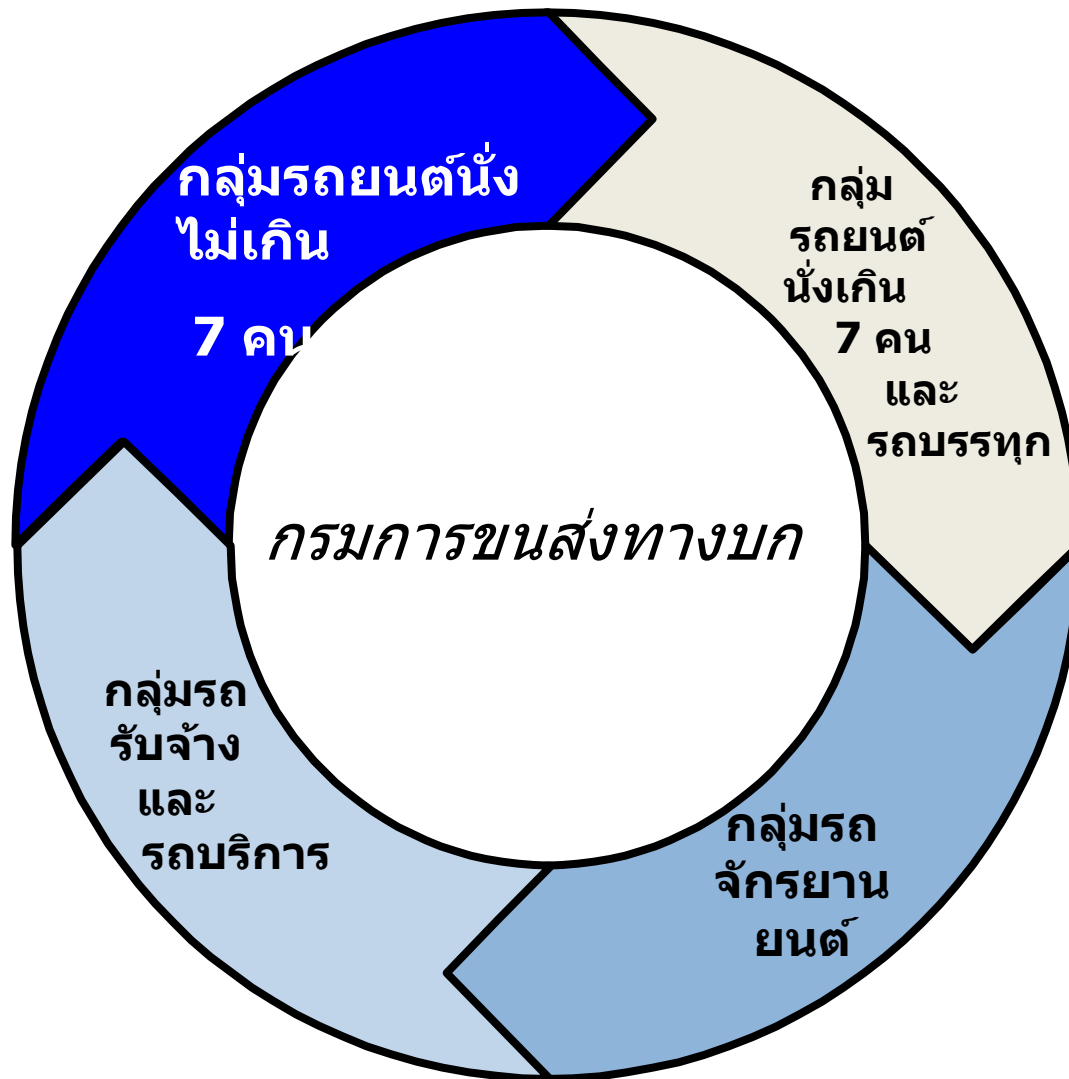 กลุ่มรถยนต์นั่ง
ไม่เกิน
7 คน
กลุ่ม
รถยนต์
นั่งเกิน
7 คน
และ
รถบรรทุก
กรมการขนส่งทางบก
กลุ่มรถ
รับจ้าง
และ
รถบริการ
กลุ่มรถ
จักรยาน
ยนต์